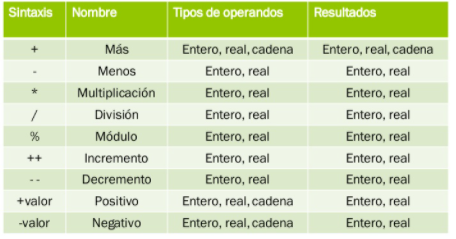 Sintaxis Nombre Tipos de operandos Resultados
+ Más Entero, real, cadena Entero, real, cadena
- Menos Entero, real Entero, real
* Multiplicación Entero, real Entero, real
/ División Entero, real Entero, real
% Módulo Entero, real Entero, real
++ Incremento Entero, real Entero, real
-- Decremento Entero, real Entero, real
+valor Positivo Entero, real, cadena Entero, real
-valor Negativo Entero, real, cadena Entero, real